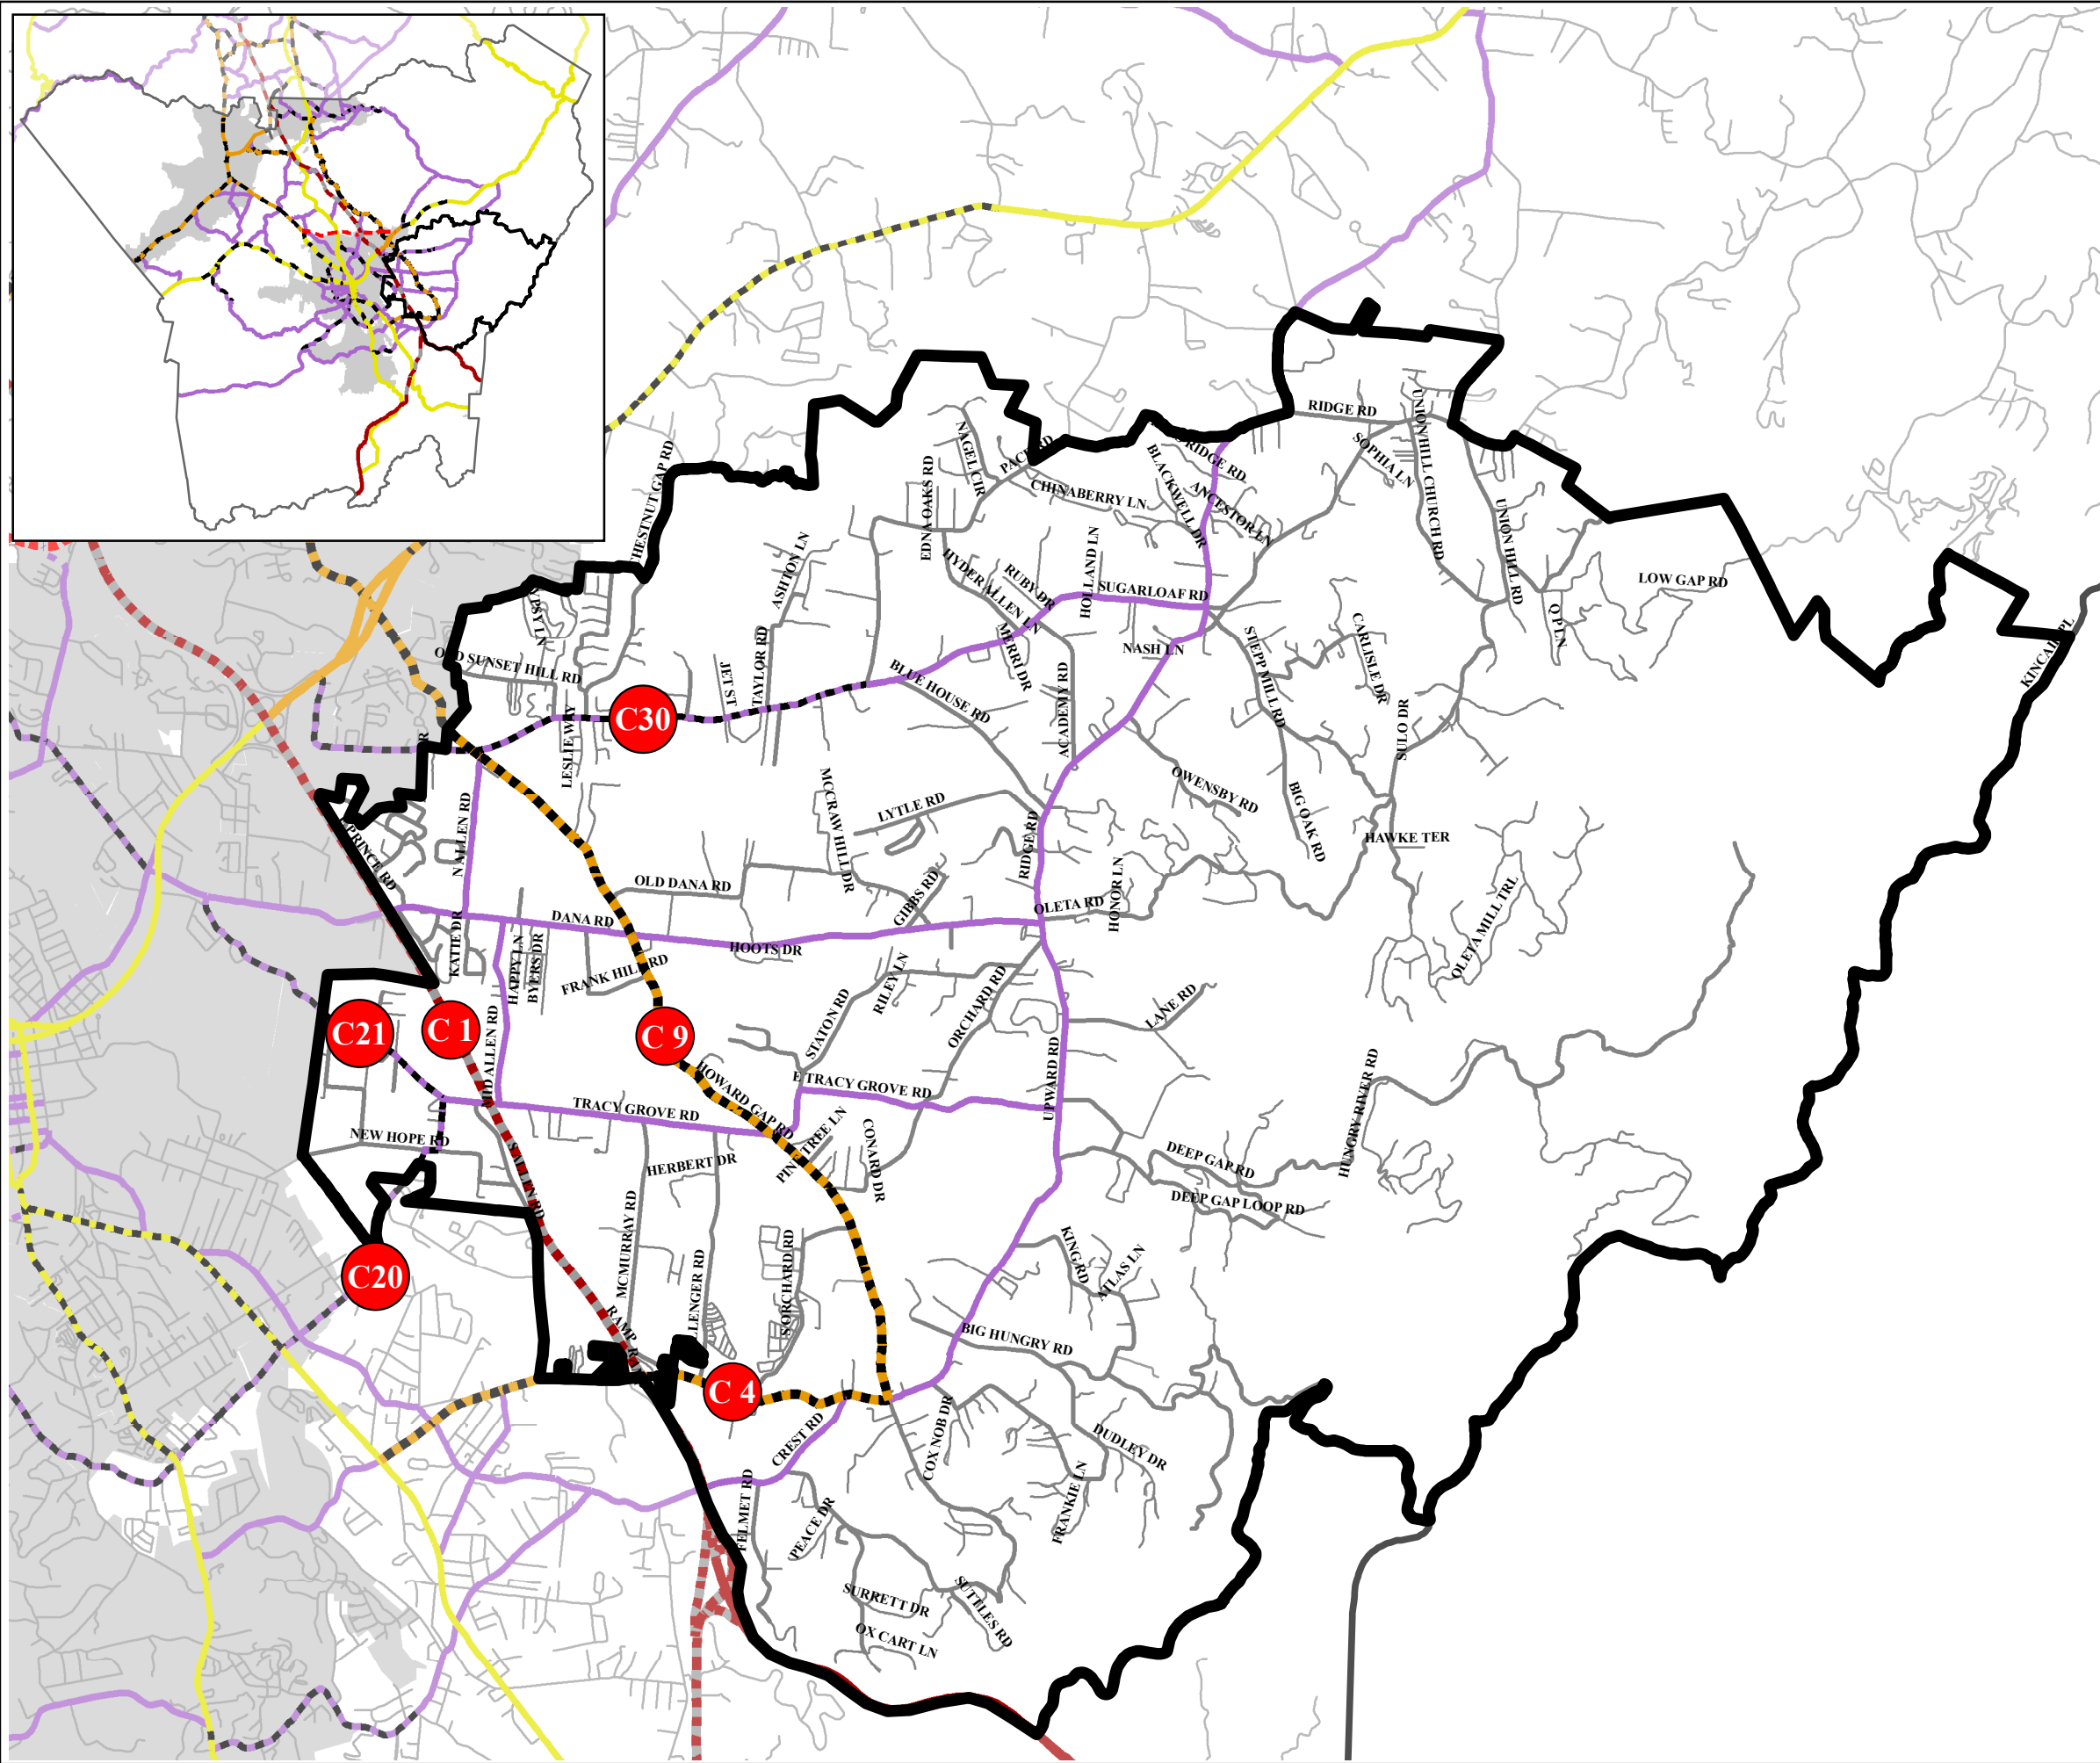 RIDGE RD
UNION HILL CHURCH RD
SOPHIA LN
NAGEL CIR
RIDGE RD
BLACKWELL DR
ANCESTOR LN
CHINABERRY LN
EDNA OAKS RD
UNION HILL RD
LOW GAP RD
QP LN
KINCAID PL
ASHTON LN
HYDER ALLEN LN
RUBY DR
HOLLAND LN
SUGARLOAF RD
MERRI DR
NASH LN
STEPP MILL RD
CARLISLE DR
OLD SUNSET HILL RD
JET ST
TAYLOR RD
BLUE HOUSE RD
ACADEMY RD
SULO DR
C30
LESLIE WAY
OWENSBY RD
BIG OAK RD
HAWKE TER
MCCRAW HILL DR
LYTLE RD
RIDGE RD
PRINCE RD
N ALLEN RD
OLD DANA RD
GIBBS RD
HONOR LN
OLETA RD
OLETA MILL TRL
DANA RD
HOOTS DR
KATIE DR
HAPPY LN
BYERS DR
FRANK HILL RD
RILEY LN
STATON RD
ORCHARD RD
LANE RD
C21
C 1
C 9
MID ALLEN RD
HOWARD GAP RD
E TRACY GROVE RD
UPWARD RD
TRACY GROVE RD
NEW HOPE RD
PINE TREE LN
CONARD DR
HERBERT DR
DEEP GAP RD
DEEP GAP LOOP RD
HUNGRY RIVER RD
S ALLEN RD
MCMURRAY RD
S ORCHARD RD
KING RD
ATLAS LN
C20
RAMP
BIG HUNGRY RD
C 4
CREST RD
COX NOB DR
DUDLEY DR
FRANKIE LN
FELMET RD
PEACE DR
SURRETT DR
SUTTLES RD
OX CART LN